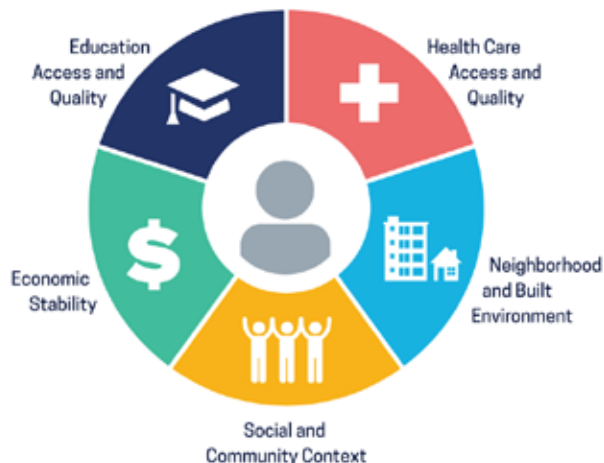 Education
Access and
Quality
Health Care
Access and
Quality
$
Economic
Stability
Neighborhood
and Built
Environment
Social and
Community Context